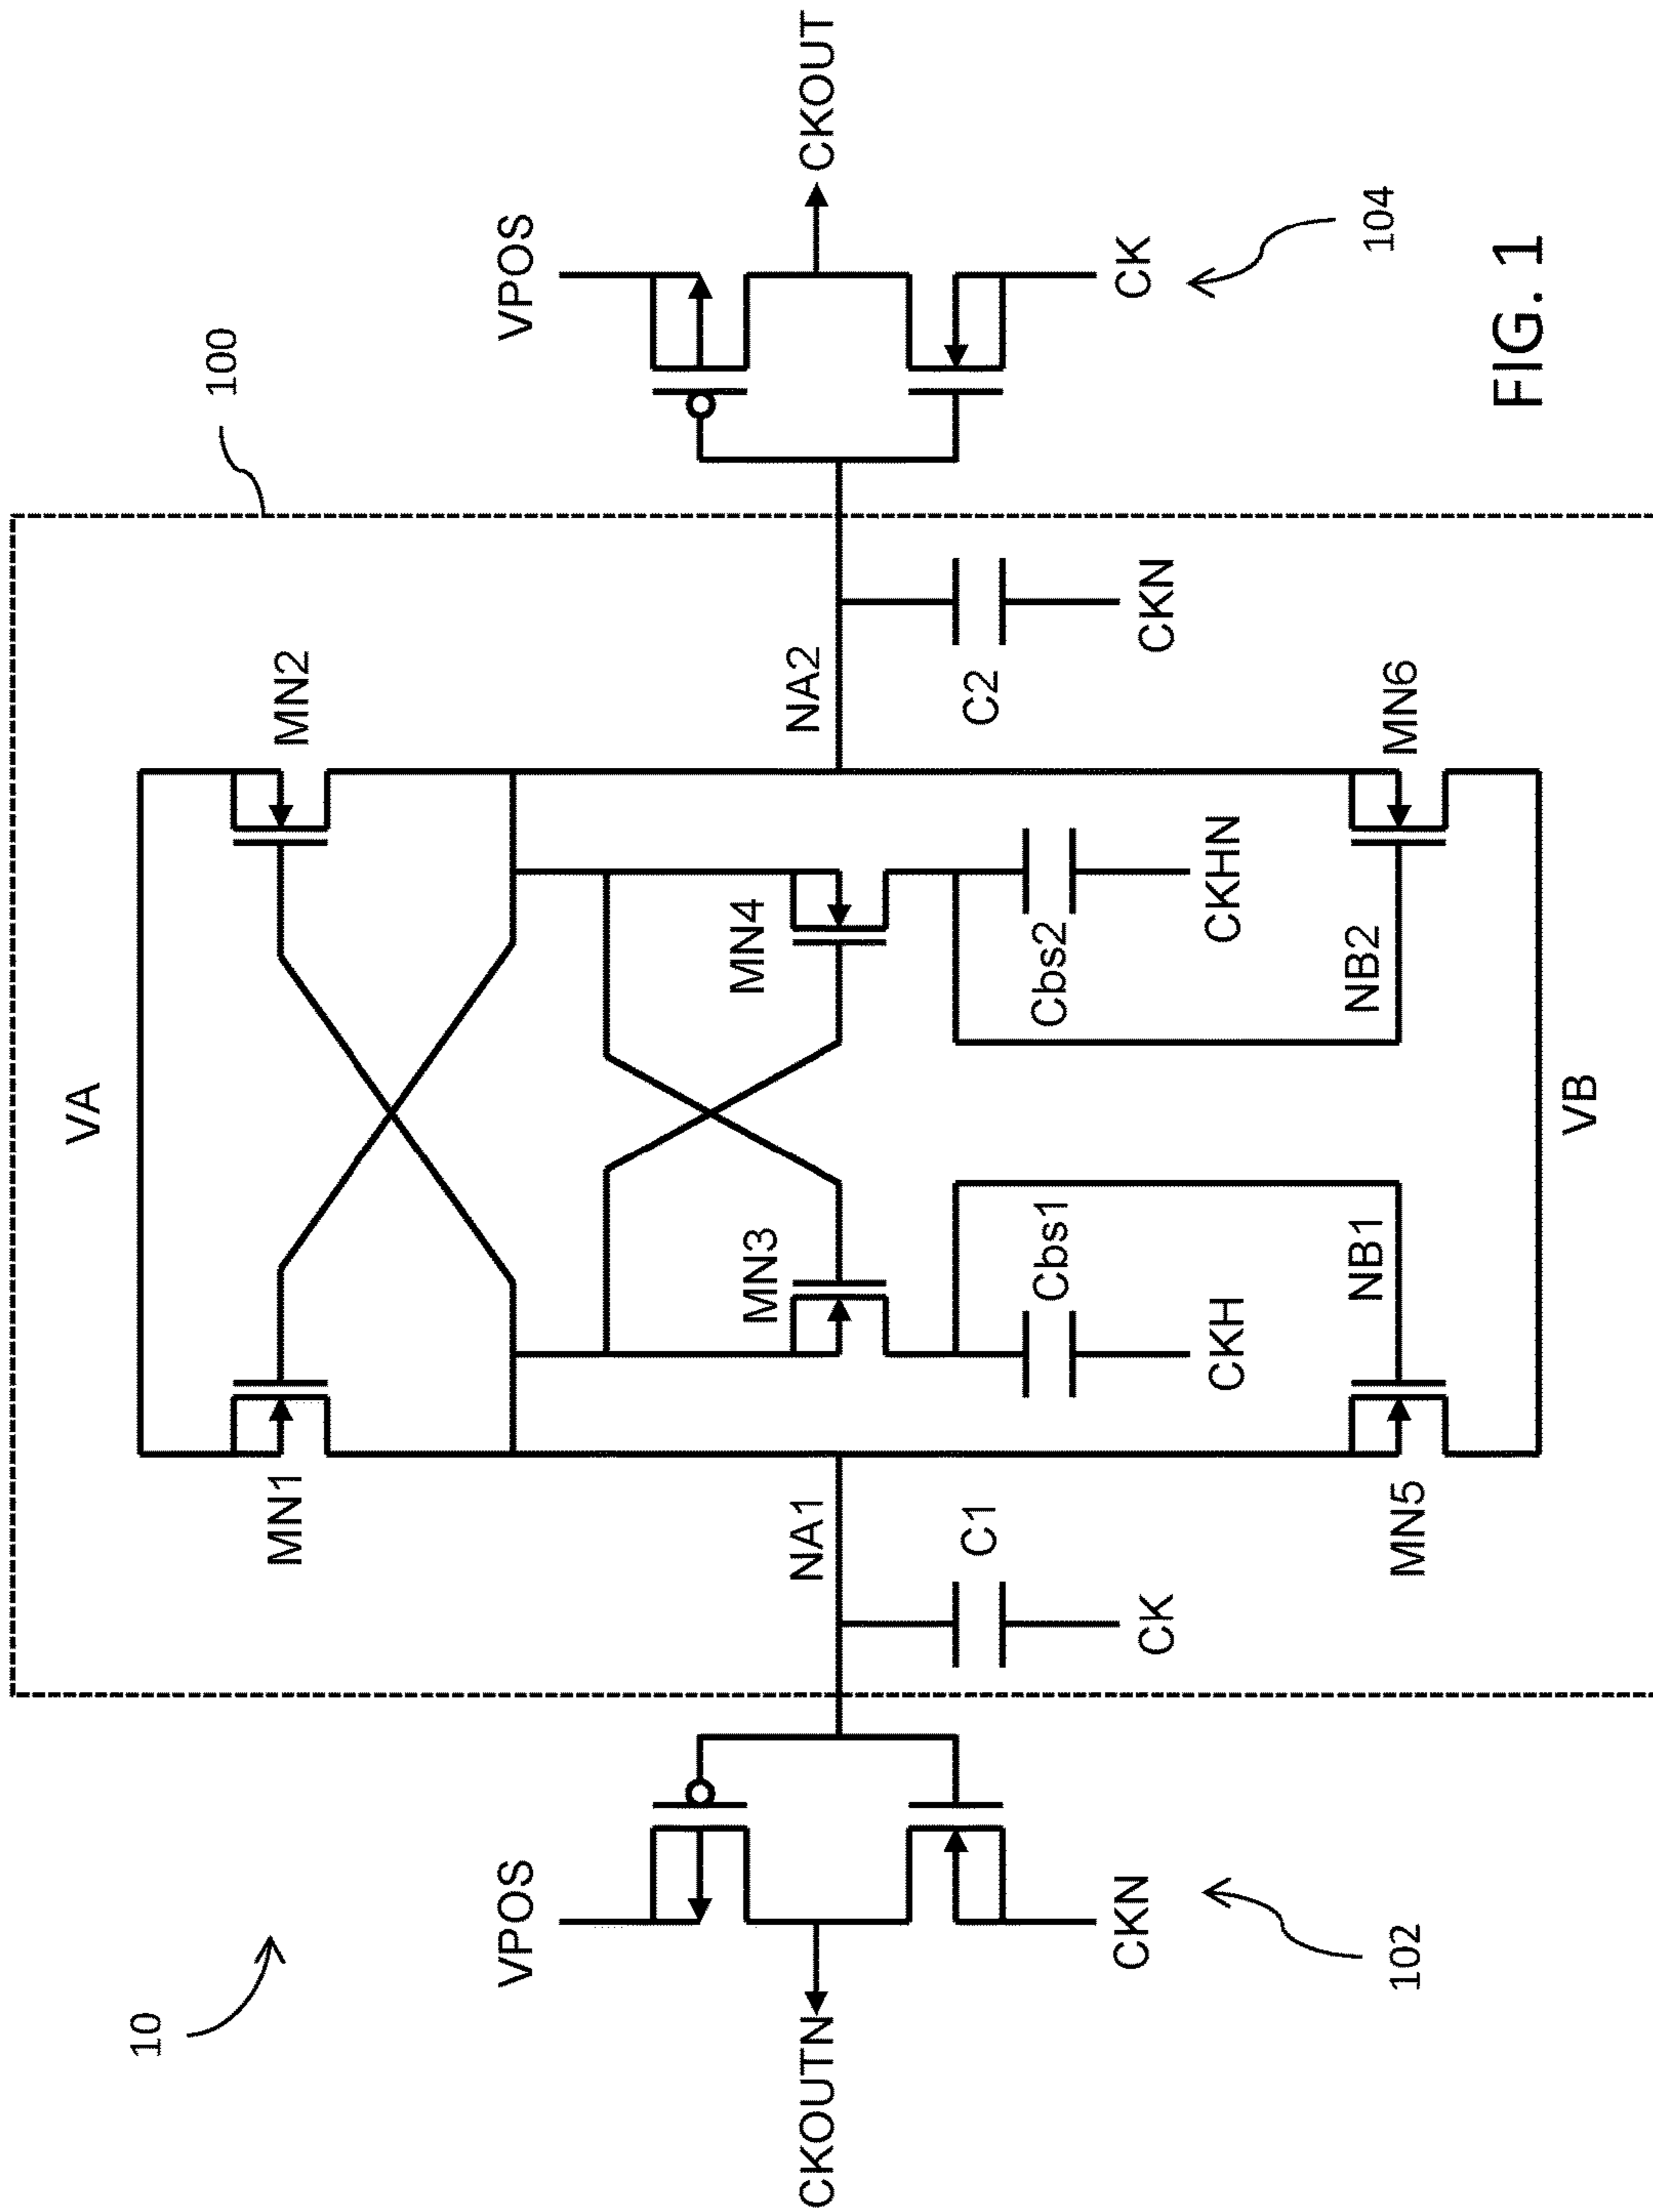 10
100
VA
MN1
MN2
VPOS
VPOS
MN3
MN4
NA1
NA2
CKOUTN
CKOUT
C1
C2
Cbs1
Cbs2
CK
CKN
CKN
CK
CKH
CKHN
NB1
NB2
102
104
MN5
MN6
VB
FIG. 1